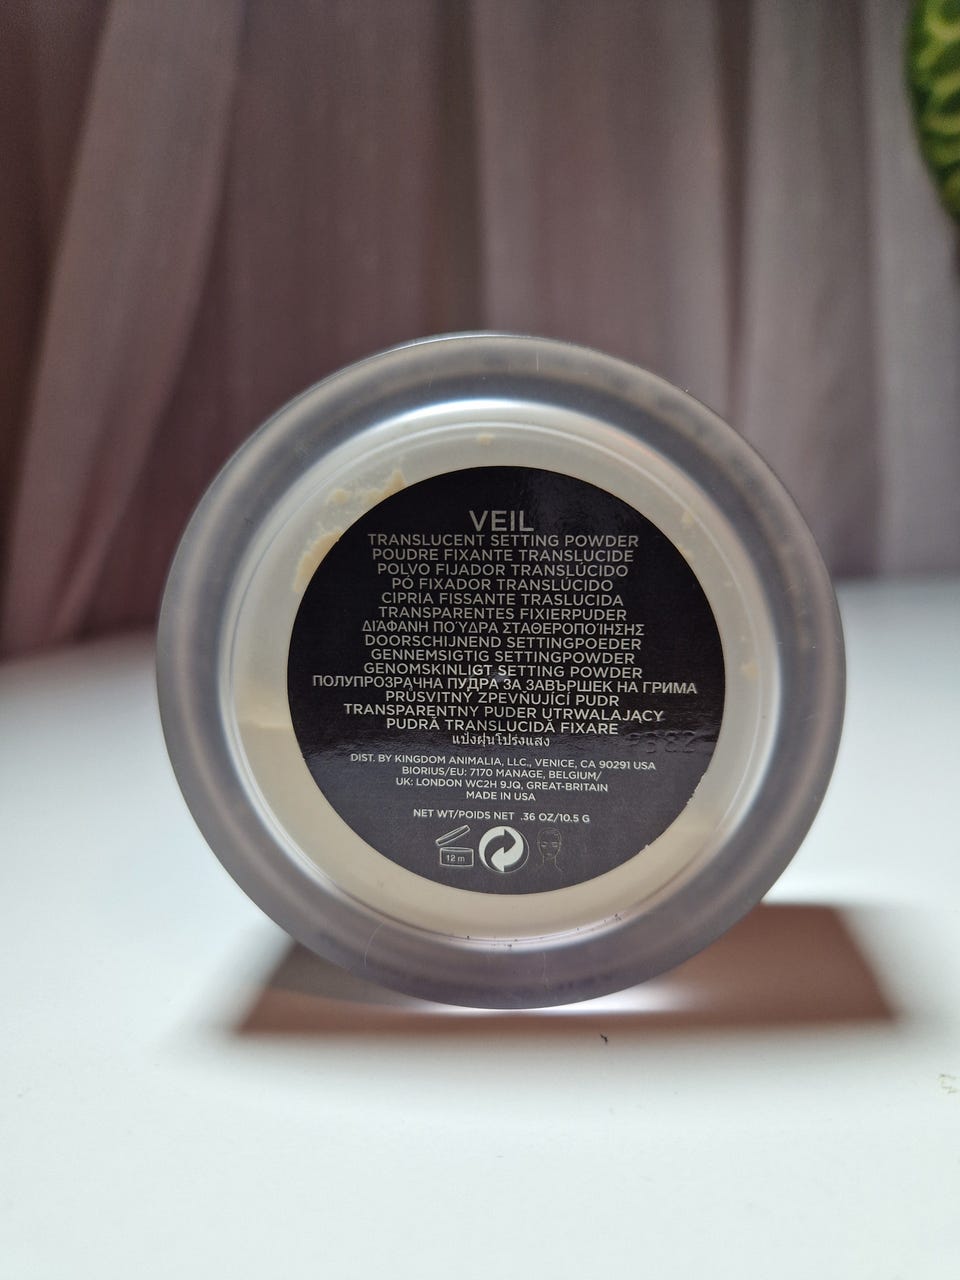 VEIL
TRANSLUCENT SETTING POWDER
POUDRE FIXANTE TRANSLUCIDE
POLVO FIJADOR TRANSLÚCIDO
PÓ FIXADOR TRANSLÚCIDO
CIPRIA FISSANTE TRASLUCIDA
TRANSPARENTES FIXIERPUDER
ΔΙΆΦΑΝΗ ΠΟΎΔΡΑ ΣΤΑΘΕΡΟΠΟΊΗΣΗΣ
DOORSCHIJNEND SETTINGPOEDER
GENNEMSIGTIG SETTINGPOWDER
GENOMSKINLIGT SETTING POWDER
ПОЛУПРОЗРАЧНА ПУДРА ЗА ЗАВЪРШЕК НА ГРИМА
PRŮSVITNÝ ZPEVŇUJÍCÍ PUDR
TRANSPARENTNY PUDER UTRWALAJĄCY
PUDRĂ TRANSLUCIDĂ FIXARE
แป้งฝุ่นโปร่งแสง
DIST. BY KINGDOM ANIMALIA, LLC., VENICE, CA 90291 USA
BIORIUS/EU: 7170 MANAGE, BELGIUM/
UK: LONDON WC2H 9JQ, GREAT-BRITAIN
MADE IN USA
NET WT/POIDS NET .36 OZ/10.5 G
12 m